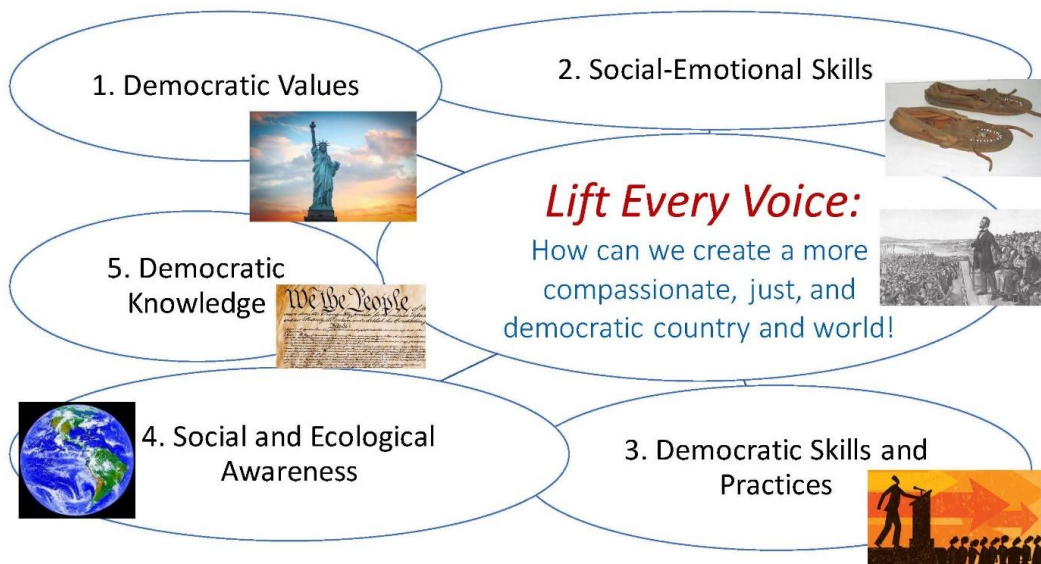 1. Democratic Values
2. Social-Emotional Skills
Lift Every Voice:
How can we create a more
compassionate, just, and
democratic country and world!
5. Democratic
Knowledge
We the People
4. Social and Ecological
Awareness
3. Democratic Skills and
Practices